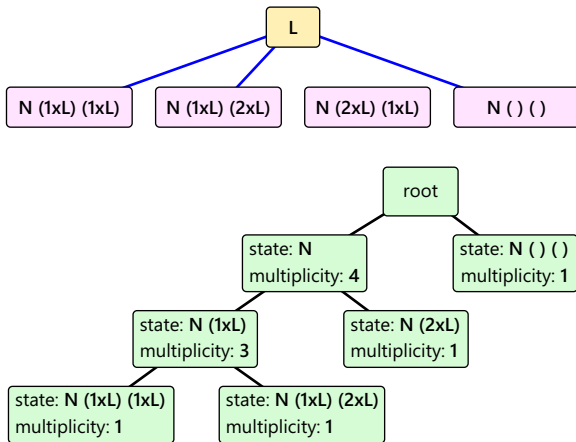 L
N (1xL) (1xL)
N (1xL) (2xL)
N (2xL) (1xL)
N ( ) ( )
root
state: N
multiplicity: 4
state: N ( ) ( )
multiplicity: 1
state: N (1xL)
multiplicity: 3
state: N (2xL)
multiplicity: 1
state: N (1xL) (1xL)
multiplicity: 1
state: N (1xL) (2xL)
multiplicity: 1